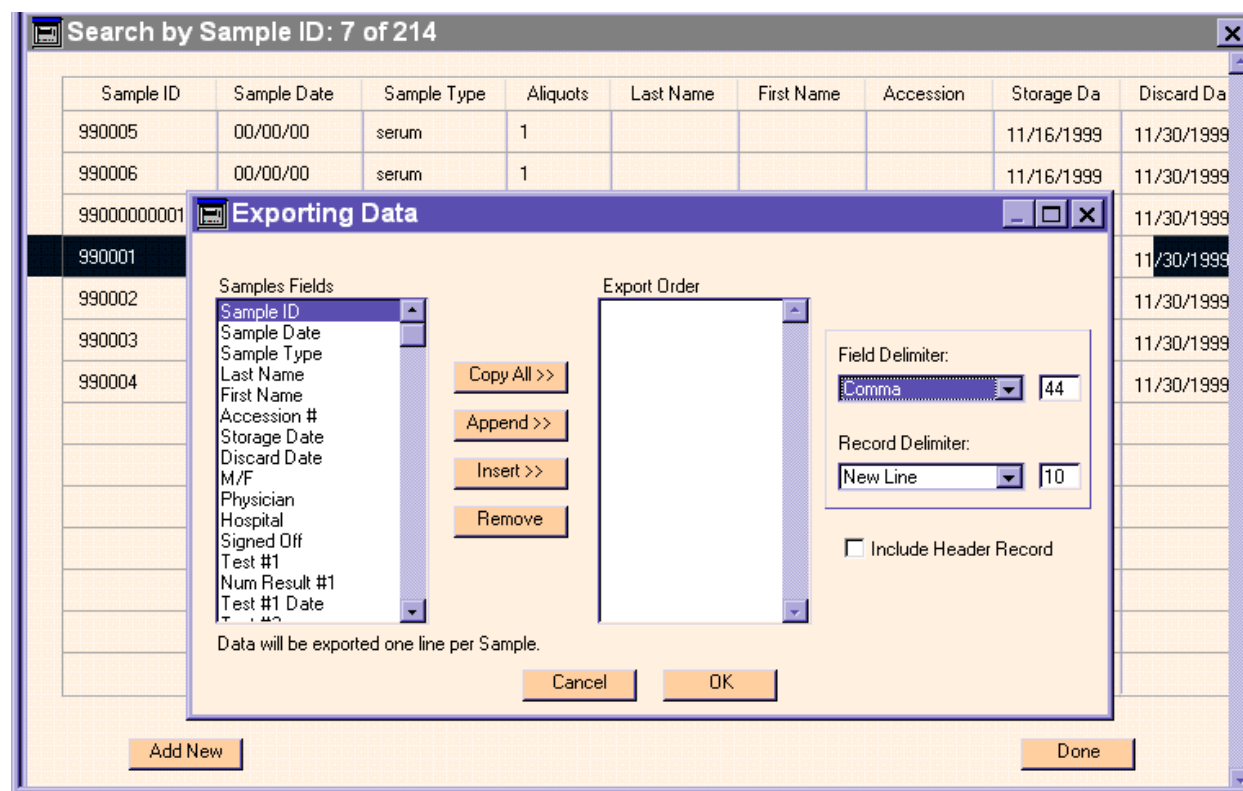 Search by Sample ID: 7 of 214
Sample ID Sample Date Sample Type Aliquots Last Name First Name Accession Storage Da Discard Da
990005 00/00/00 serum 1 11/16/1999 11/30/1999
990006 00/00/00 serum 1 11/16/1999 11/30/1999
99000000001 11/30/1999
990001 11/30/1999
990002 11/30/1999
990003 11/30/1999
990004 11/30/1999
Exporting Data
Samples Fields
Sample ID
Sample Date
Sample Type
Last Name
First Name
Accession #
Storage Date
Discard Date
M/F
Physician
Hospital
Signed Off
Test #1
Num Result #1
Test #1 Date
Copy All >>
Append >>
Insert >>
Remove
Export Order
Field Delimiter:
Comma 44
Record Delimiter:
New Line 10
Include Header Record
Data will be exported one line per Sample.
Cancel OK
Add New Done